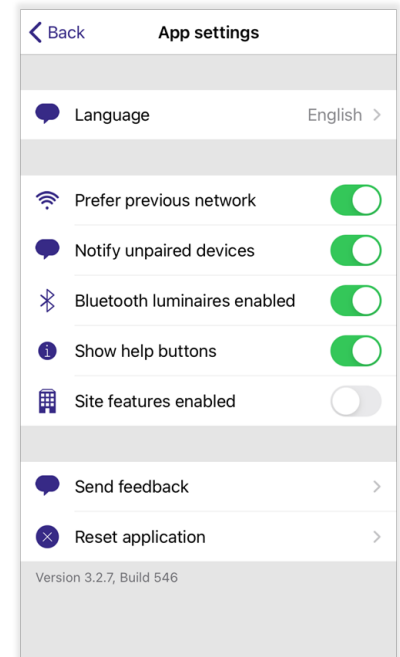 Back
App settings
Language
English
Prefer previous network
Notify unpaired devices
Bluetooth luminaires enabled
Show help buttons
Site features enabled
Send feedback
Reset application
Version 3.2.7, Build 546